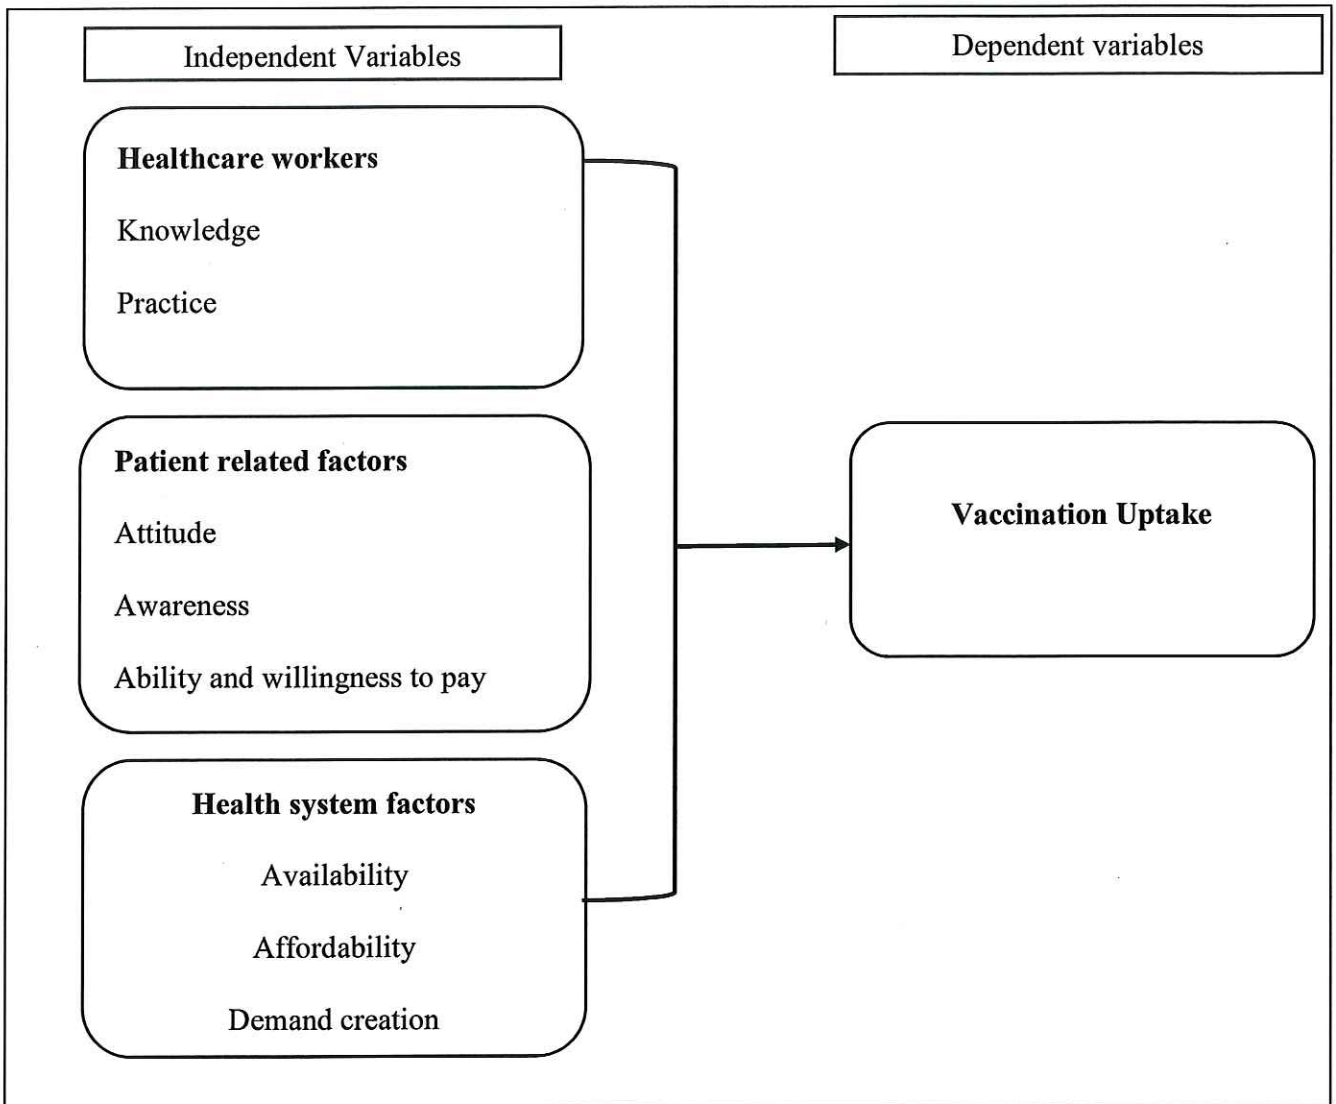 Independent Variables
Dependent variables
Healthcare workers
Knowledge
Practice
Patient related factors
Attitude
Awareness
Ability and willingness to pay
Health system factors
Availability
Affordability
Demand creation
Vaccination Uptake